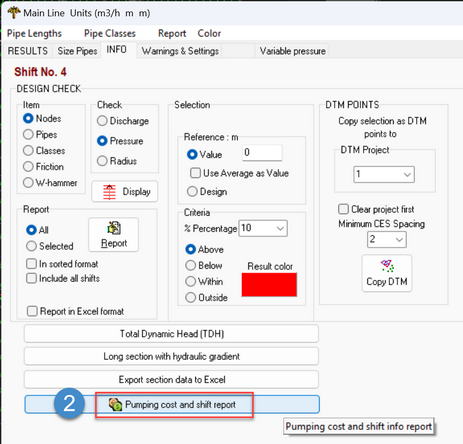 Main Line  Units (m3/h  m  m)
Pipe Lengths Pipe Classes Report Color
RESULTS Size Pipes INFO Warnings & Settings Variable pressure
Shift No. 4
DESIGN CHECK
Item
Nodes
Pipes
Classes
Friction
W-hammer
Check
Discharge
Pressure
Radius
Display
Report
All
Selected
Report
In sorted format
Include all shifts
Report in Excel format
Selection
Reference : m
Value 0
Use Average as Value
Design
Criteria
% Percentage 10
Above
Below
Within
Outside
Result color
DTM POINTS
Copy selection as DTM
points to
DTM Project
1
Clear project first
Minimum CES Spacing
2
Copy DTM
Total Dynamic Head (TDH)
Long section with hydraulic gradient
Export section data to Excel
2 Pumping cost and shift report
Pumping cost and shift info report